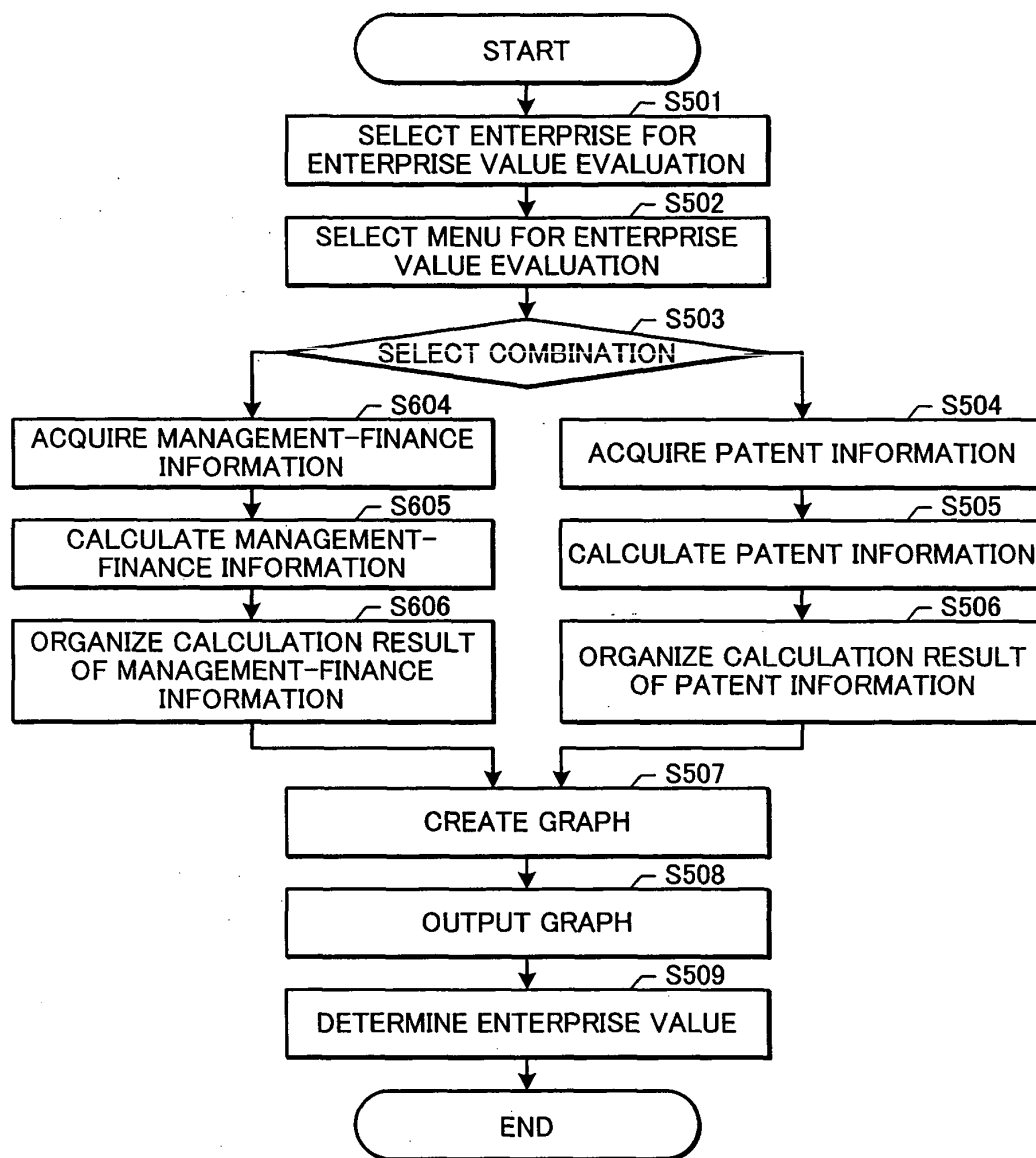 START
S501
SELECT ENTERPRISE FOR
ENTERPRISE VALUE EVALUATION
S502
SELECT MENU FOR ENTERPRISE
VALUE EVALUATION
S503
SELECT COMBINATION
S604
ACQUIRE MANAGEMENT-FINANCE
INFORMATION
S605
CALCULATE MANAGEMENT-
FINANCE INFORMATION
S606
ORGANIZE CALCULATION RESULT
OF MANAGEMENT-FINANCE
INFORMATION
S504
ACQUIRE PATENT INFORMATION
S505
CALCULATE PATENT INFORMATION
S506
ORGANIZE CALCULATION RESULT
OF PATENT INFORMATION
S507
CREATE GRAPH
S508
OUTPUT GRAPH
S509
DETERMINE ENTERPRISE VALUE
END